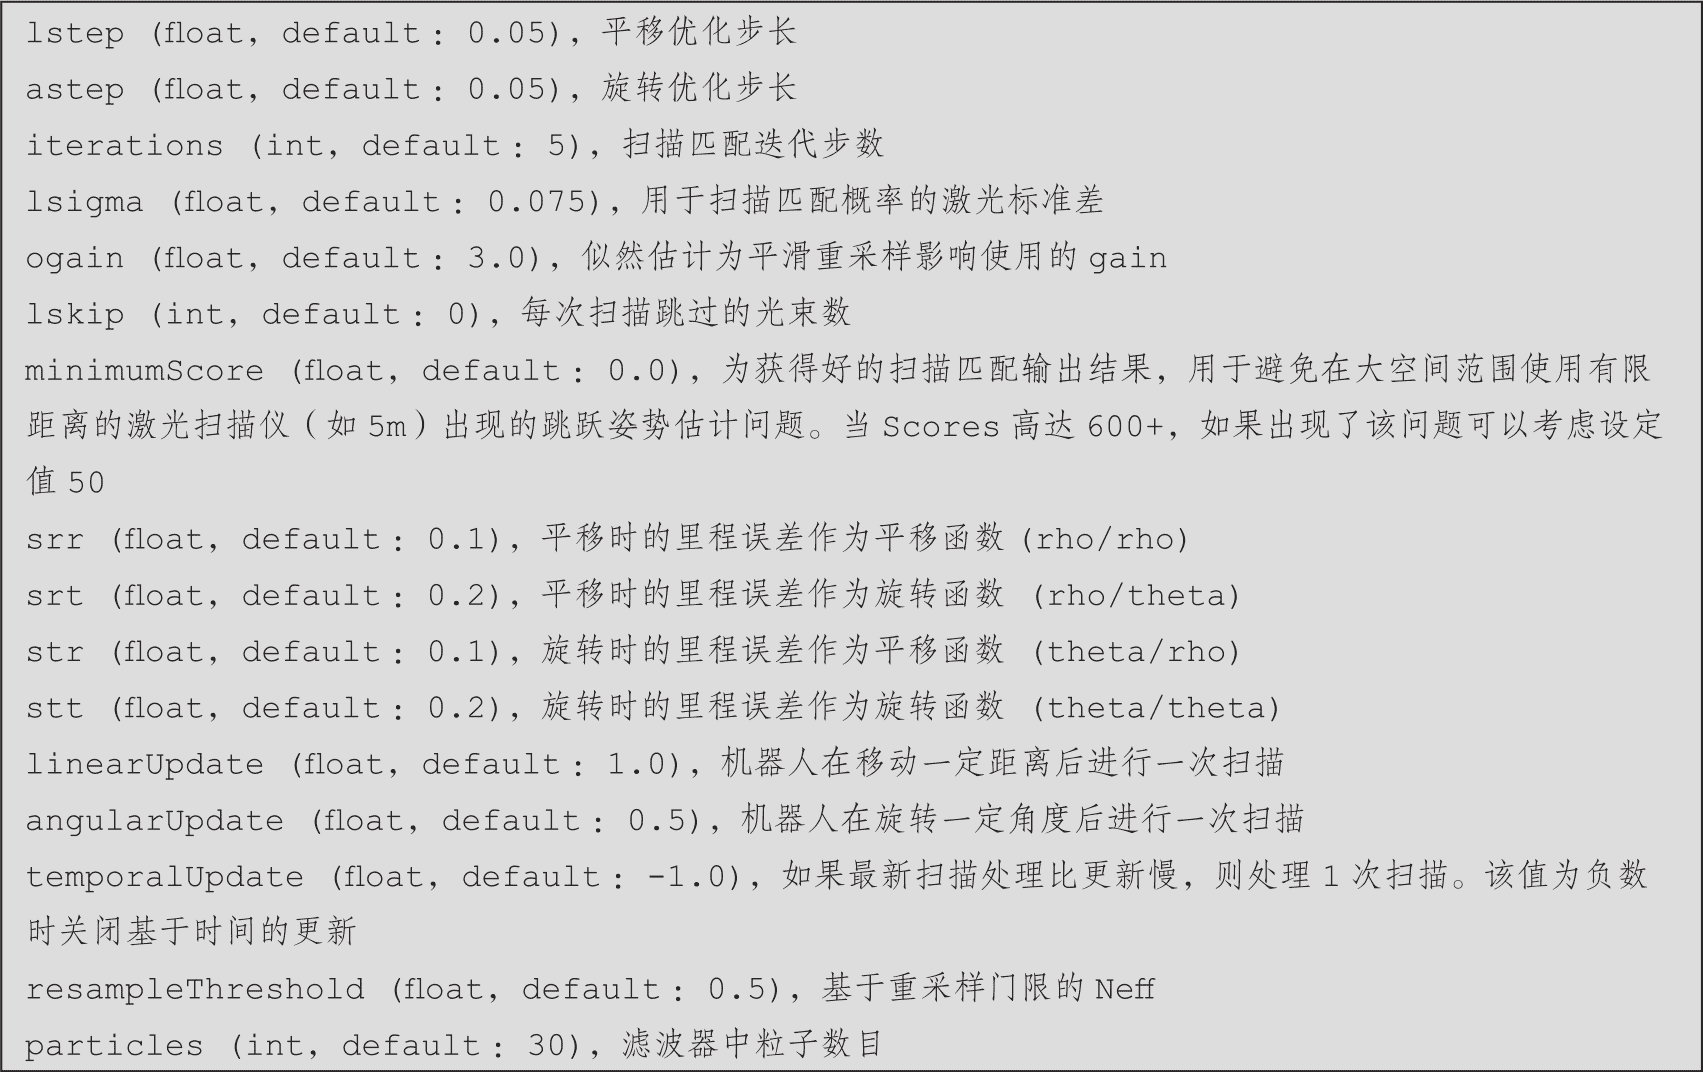 lstep (float, default: 0.05), 平移优化步长
astep (float, default: 0.05), 旋转优化步长
iterations (int, default: 5), 扫描匹配迭代步数
lsigma (float, default: 0.075), 用于扫描匹配概率的激光标准差
ogain (float, default: 3.0), 似然估计为平滑重采样影响使用的 gain
lskip (int, default: 0), 每次扫描跳过的光束数
minimumScore (float, default: 0.0), 为获得好的扫描匹配输出结果, 用于避免在大空间范围使用有限
距离的激光扫描仪（如 5m）出现的跳跃姿势估计问题。当 Scores 高达 600+, 如果出现了该问题可以考虑设定
值 50
srr (float, default: 0.1), 平移时的里程误差作为平移函数 (rho/rho)
srt (float, default: 0.2), 平移时的里程误差作为旋转函数 (rho/theta)
str (float, default: 0.1), 旋转时的里程误差作为平移函数 (theta/rho)
stt (float, default: 0.2), 旋转时的里程误差作为旋转函数 (theta/theta)
linearUpdate (float, default: 1.0), 机器人在移动一定距离后进行一次扫描
angularUpdate (float, default: 0.5), 机器人在旋转一定角度后进行一次扫描
temporalUpdate (float, default: -1.0), 如果最新扫描处理比更新慢, 则处理 1 次扫描。该值为负数
时关闭基于时间的更新
resampleThreshold (float, default: 0.5), 基于重采样门限的 Neff
particles (int, default: 30), 滤波器中粒子数目